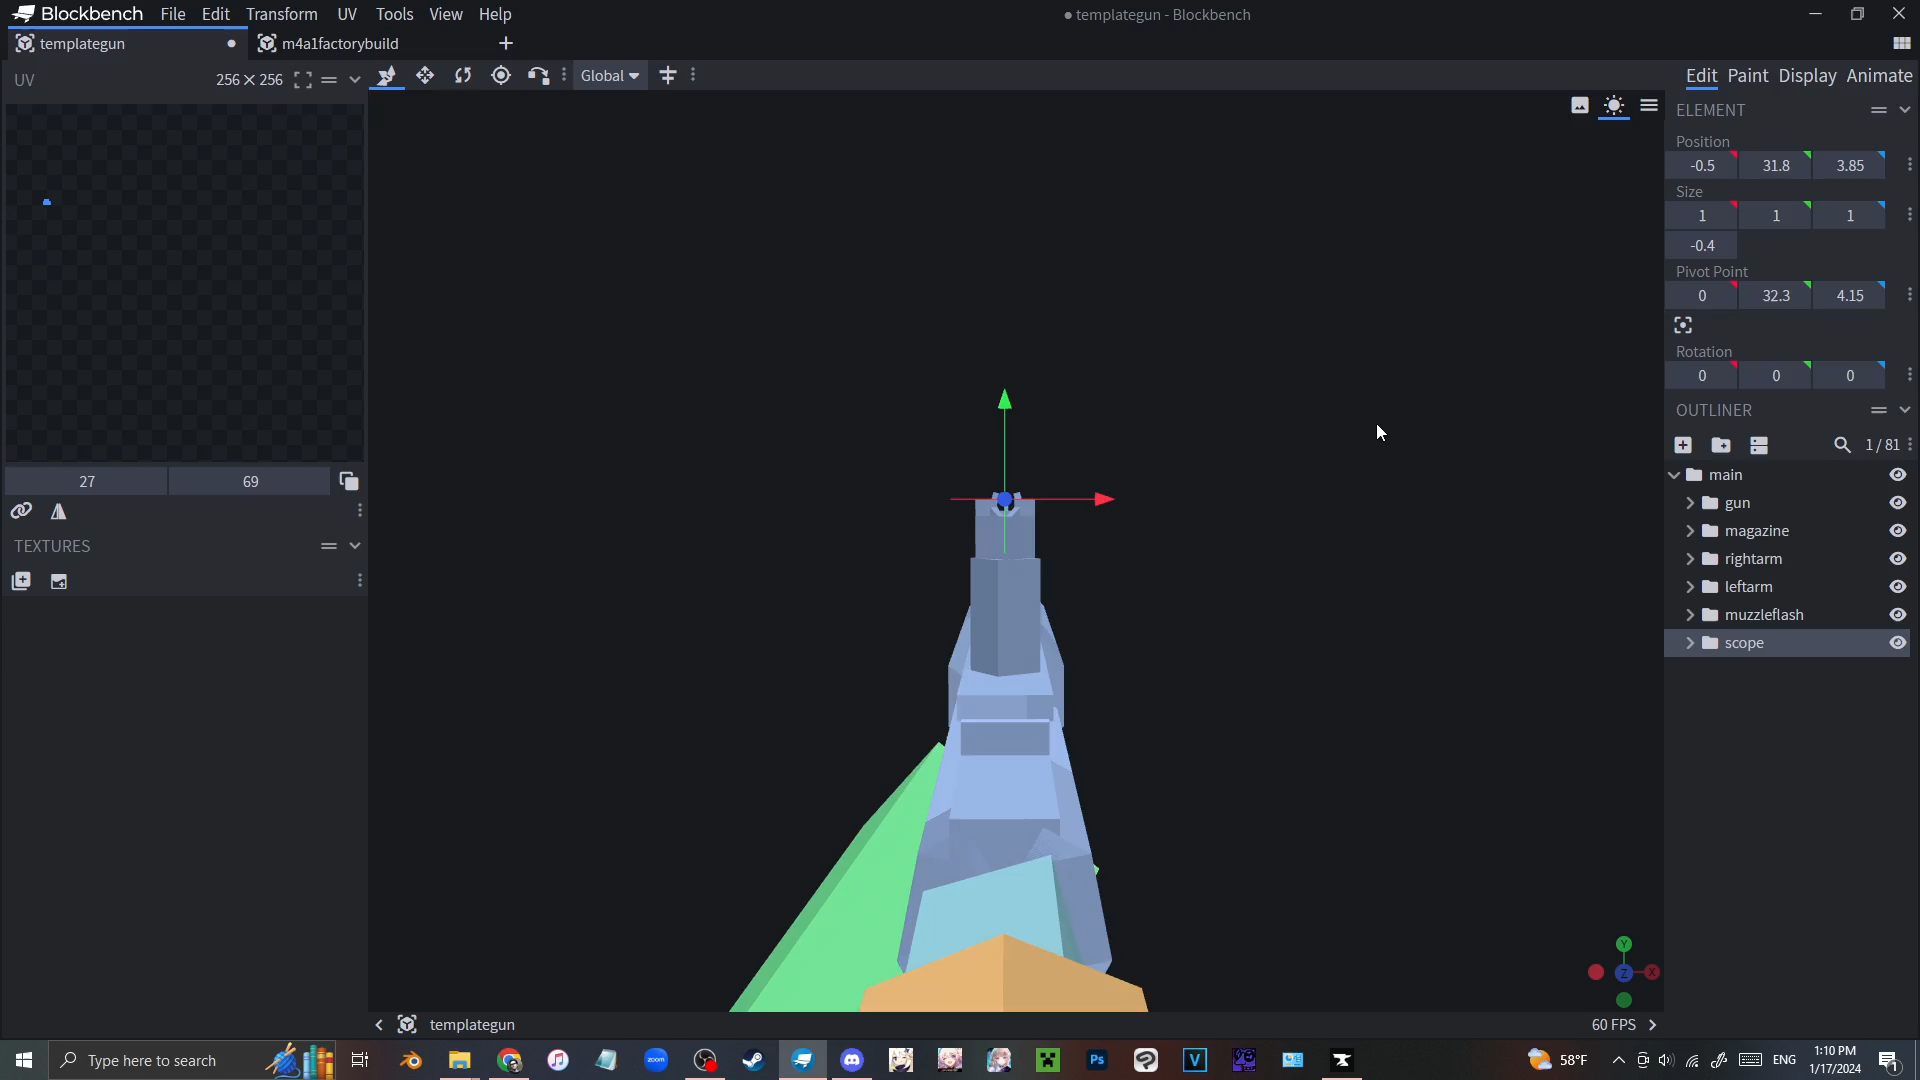 Blockbench File Edit Transform UV Tools View Help templategun - Blockbench
templategun m4a1factorybuild
UV 256×256 Global Edit Paint Display Animate
ELEMENT
Position
-0.5 31.8 3.85
Size
1 1 1
-0.4
Pivot Point
0 32.3 4.15
Rotation
0 0 0
OUTLINER
1 / 81
main
gun
magazine
rightarm
leftarm
muzzleflash
scope
27 69
TEXTURES
Y
Z X
templategun 60 FPS
Type here to search zoom Ps V 58°F ENG 1:10 PM
1/17/2024 1